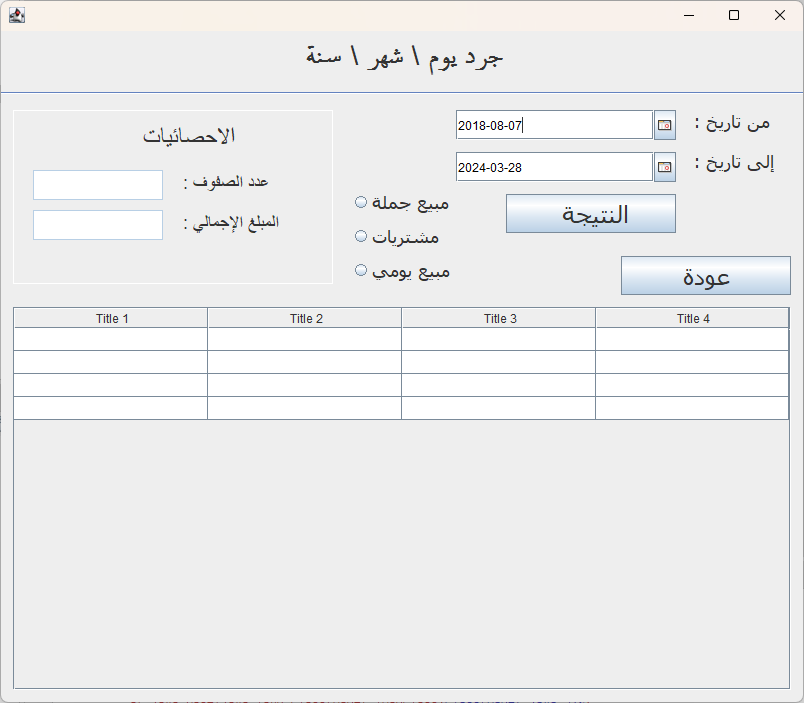 جرد يوم \ شهر \ سنة
من تاريخ :
2018-08-07
إلى تاريخ :
2024-03-28
النتيجة
عودة
مبيع جملة
مشتريات
مبيع يومي
الاحصائيات
عدد الصفوف :
المبلغ الإجمالي :
Title 1 Title 2 Title 3 Title 4